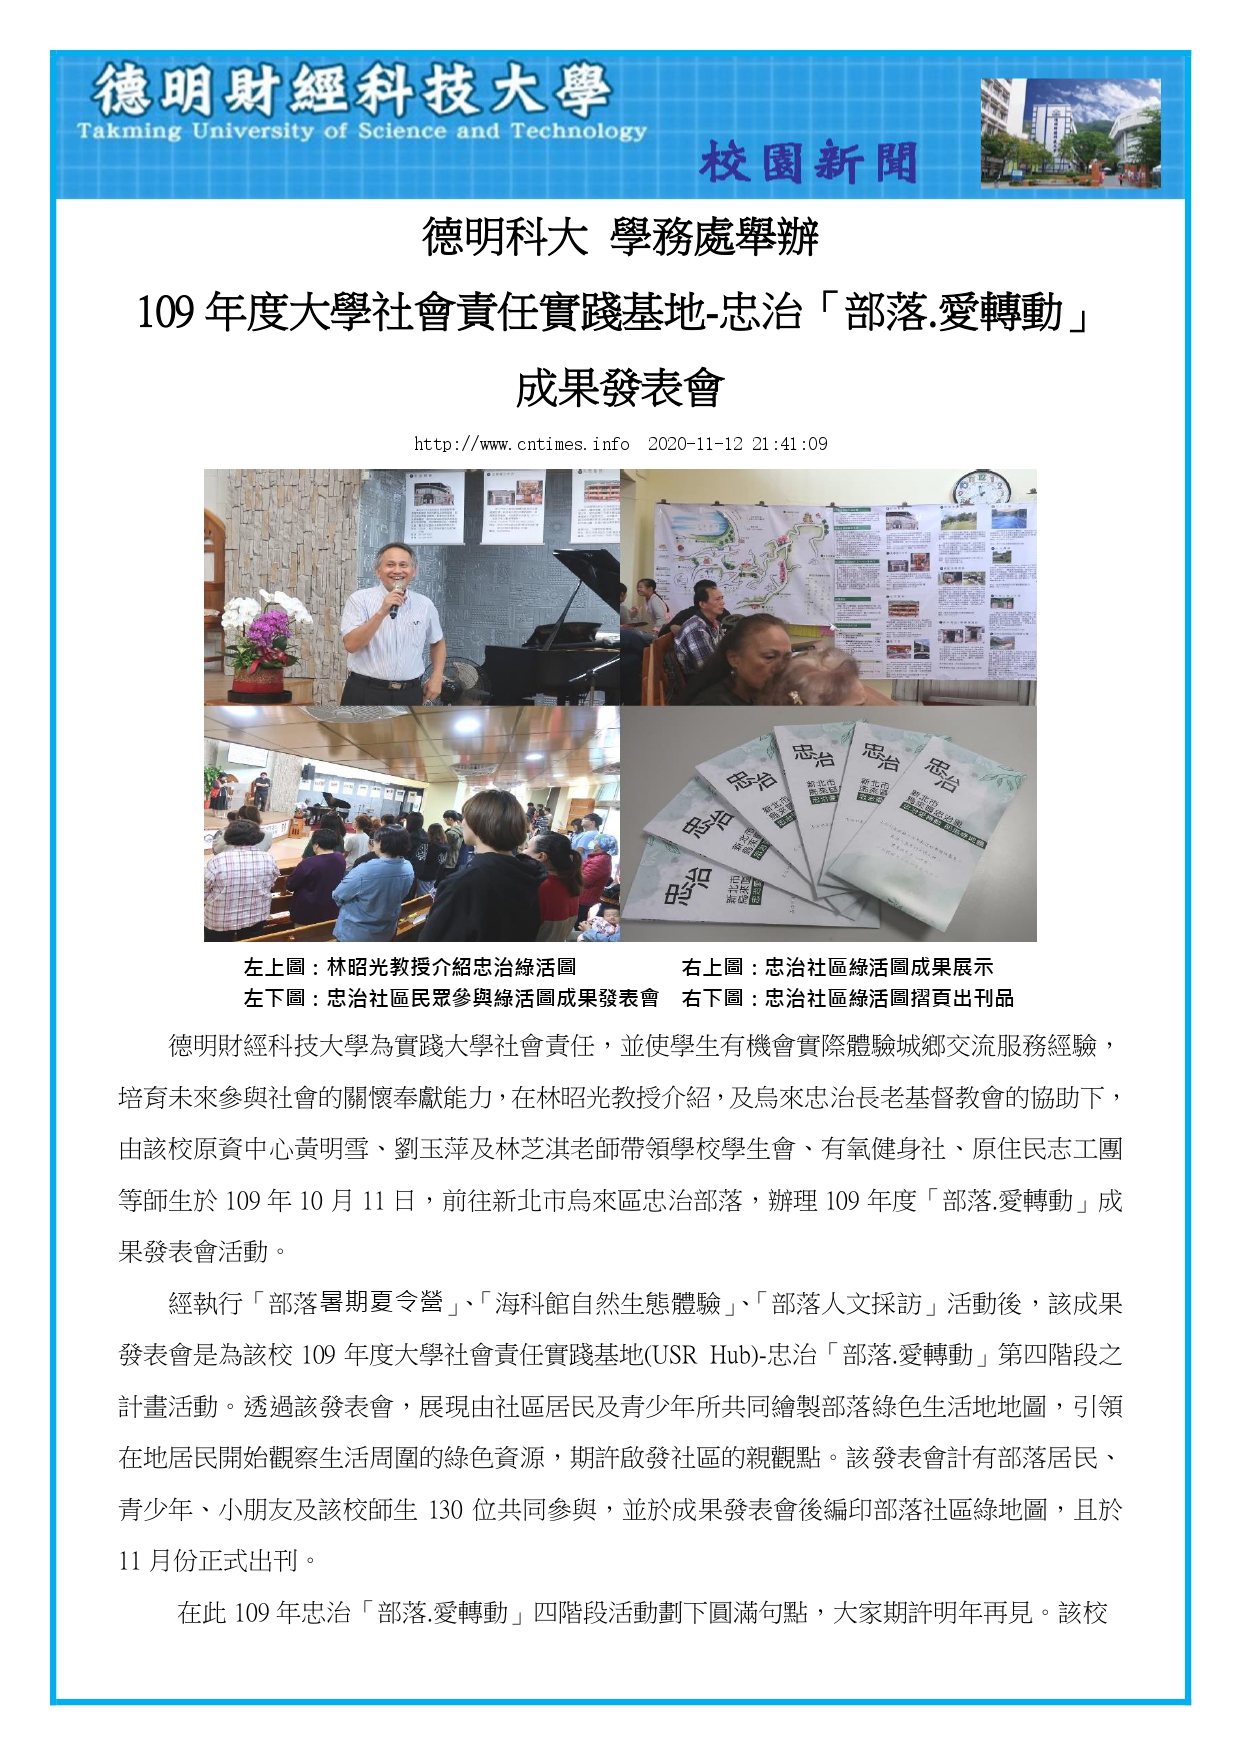 德明財經科技大學
Takming University of Science and Technology
校園新聞
德明科大 學務處舉辦
109 年度大學社會責任實踐基地-忠治「部落.愛轉動」
成果發表會
http://www.cntimes.info 2020-11-12 21:41:09
忠治
忠治
忠治
忠治
忠治
新北市
左上圖：林昭光教授介紹忠治綠活圖 右上圖：忠治社區綠活圖成果展示
左下圖：忠治社區民眾參與綠活圖成果發表會 右下圖：忠治社區綠活圖摺頁出刊品
德明財經科技大學為實踐大學社會責任，並使學生有機會實際體驗城鄉交流服務經驗，
培育未來參與社會的關懷奉獻能力，在林昭光教授介紹，及烏來忠治長老基督教會的協助下，
由該校原資中心黃明雪、劉玉萍及林芝淇老師帶領學校學生會、有氧健身社、原住民志工團
等師生於 109 年 10 月 11 日，前往新北市烏來區忠治部落，辦理 109 年度「部落.愛轉動」成
果發表會活動。
經執行「部落暑期夏令營」、「海科館自然生態體驗」、「部落人文採訪」活動後，該成果
發表會是為該校 109 年度大學社會責任實踐基地(USR Hub)-忠治「部落.愛轉動」第四階段之
計畫活動。透過該發表會，展現由社區居民及青少年所共同繪製部落綠色生活地地圖，引領
在地居民開始觀察生活周圍的綠色資源，期許啟發社區的親觀點。該發表會計有部落居民、
青少年、小朋友及該校師生 130 位共同參與，並於成果發表會後編印部落社區綠地圖，且於
11 月份正式出刊。
在此 109 年忠治「部落.愛轉動」四階段活動劃下圓滿句點，大家期許明年再見。該校